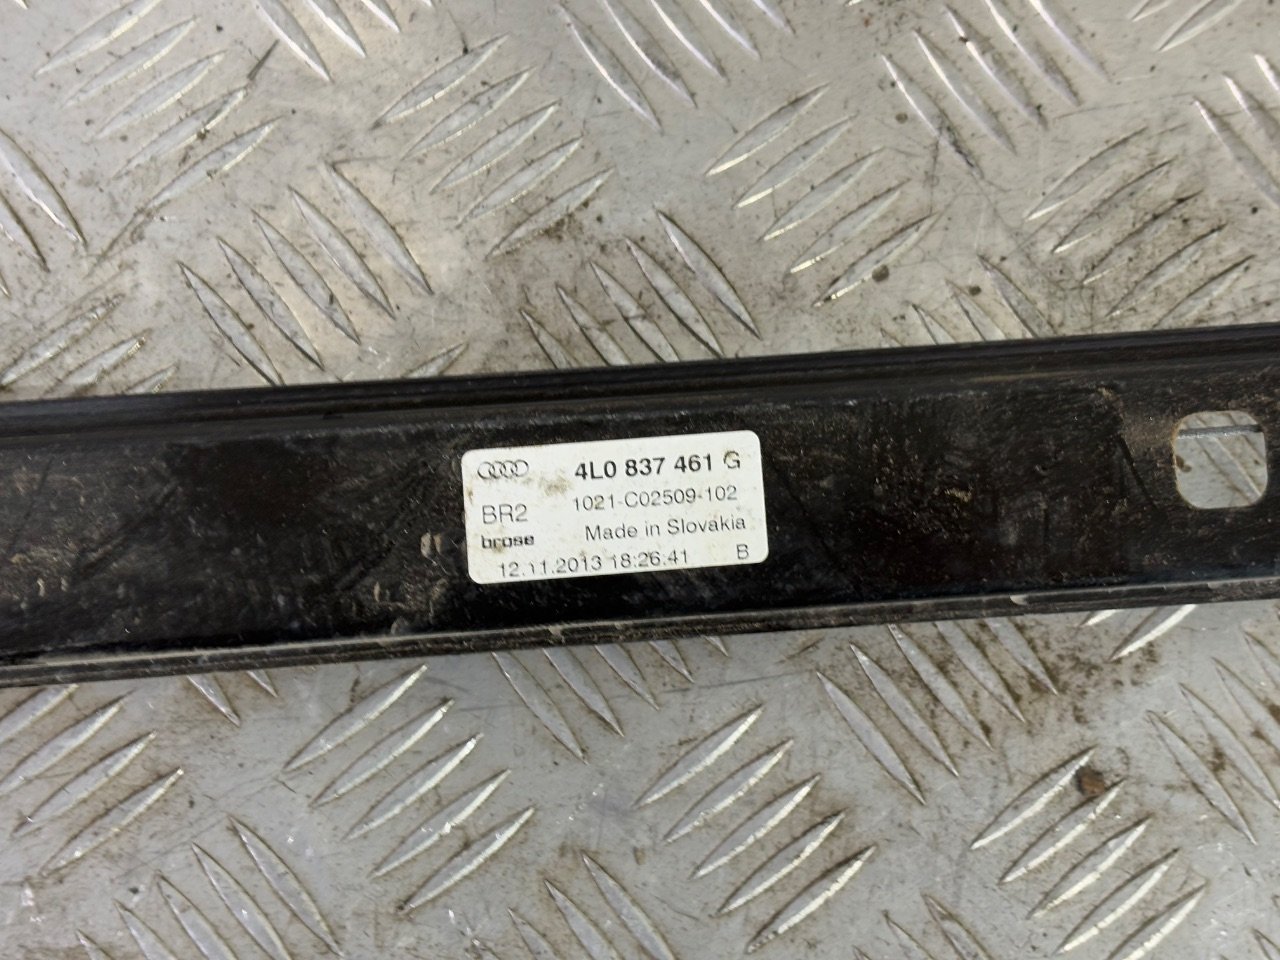 4L0 837 461 G
BR2 1021-C02509-102
brose Made in Slovakia
12.11.2013 18:26:41 B